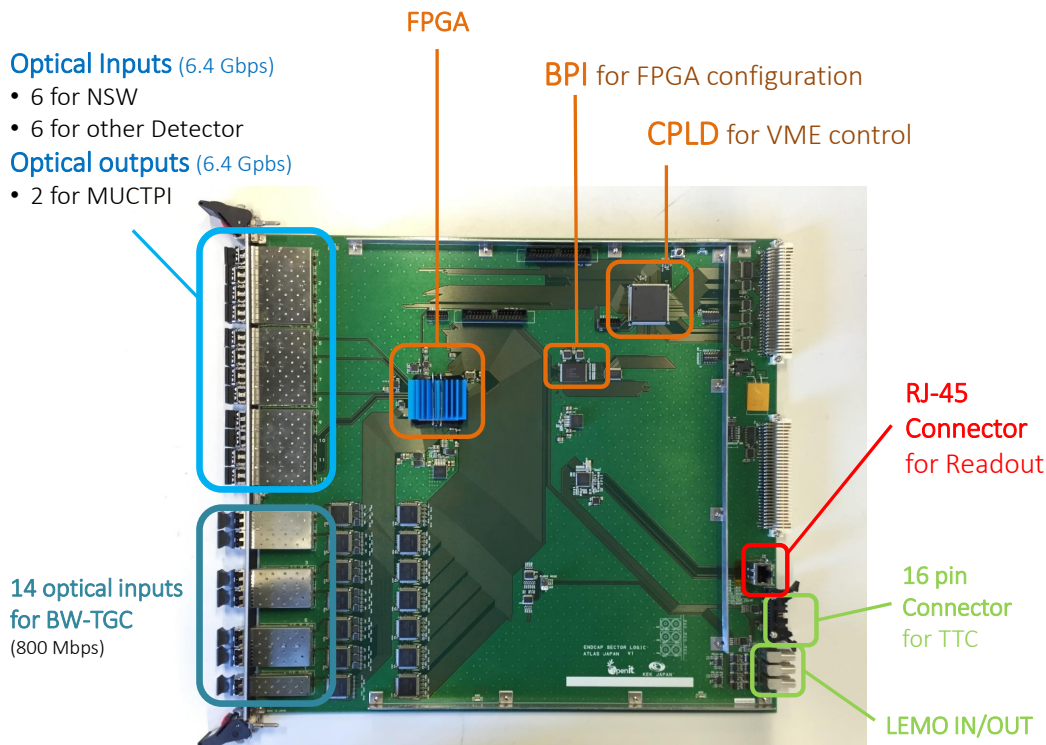 FPGA
Optical Inputs (6.4 Gbps)
• 6 for NSW
• 6 for other Detector
Optical outputs (6.4 Gpbs)
• 2 for MUCTPI
BPI for FPGA configuration
CPLD for VME control
RJ-45
Connector
for Readout
14 optical inputs
for BW-TGC
(800 Mbps)
16 pin
Connector
for TTC
LEMO IN/OUT
ENDCAP SECTOR LOGIC
ATLAS JAPAN V1
Openit
KEK JAPAN
10
11